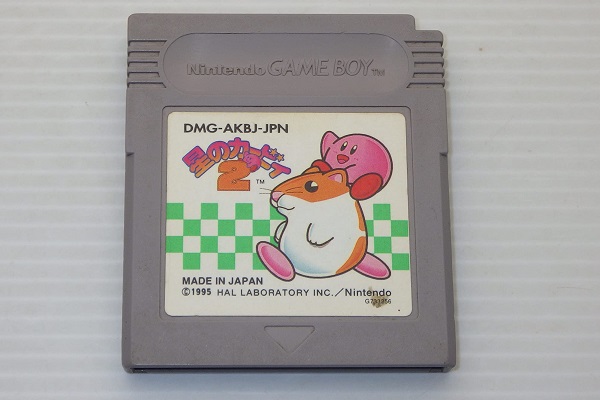 Nintendo GAME BOY™
DMG-AKBJ-JPN
星のカービィ
2™
MADE IN JAPAN
©1995 HAL LABORATORY INC./Nintendo